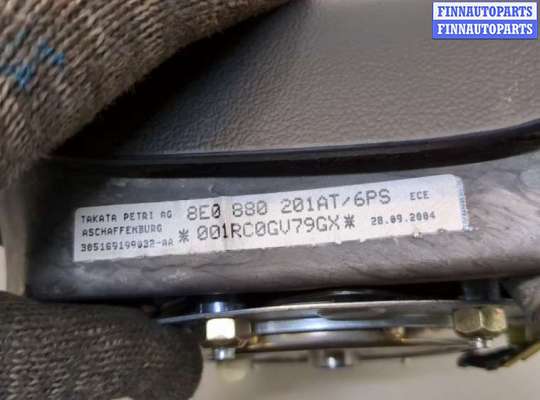 FINNAUTOPARTS
FINNAUTOPARTS
TAKATA PETRI AG 8E0 880 201AT/6PS ECE
ASCHAFFENBURG *001RC0GV79GX* 28.09.2004
305169199032-AA